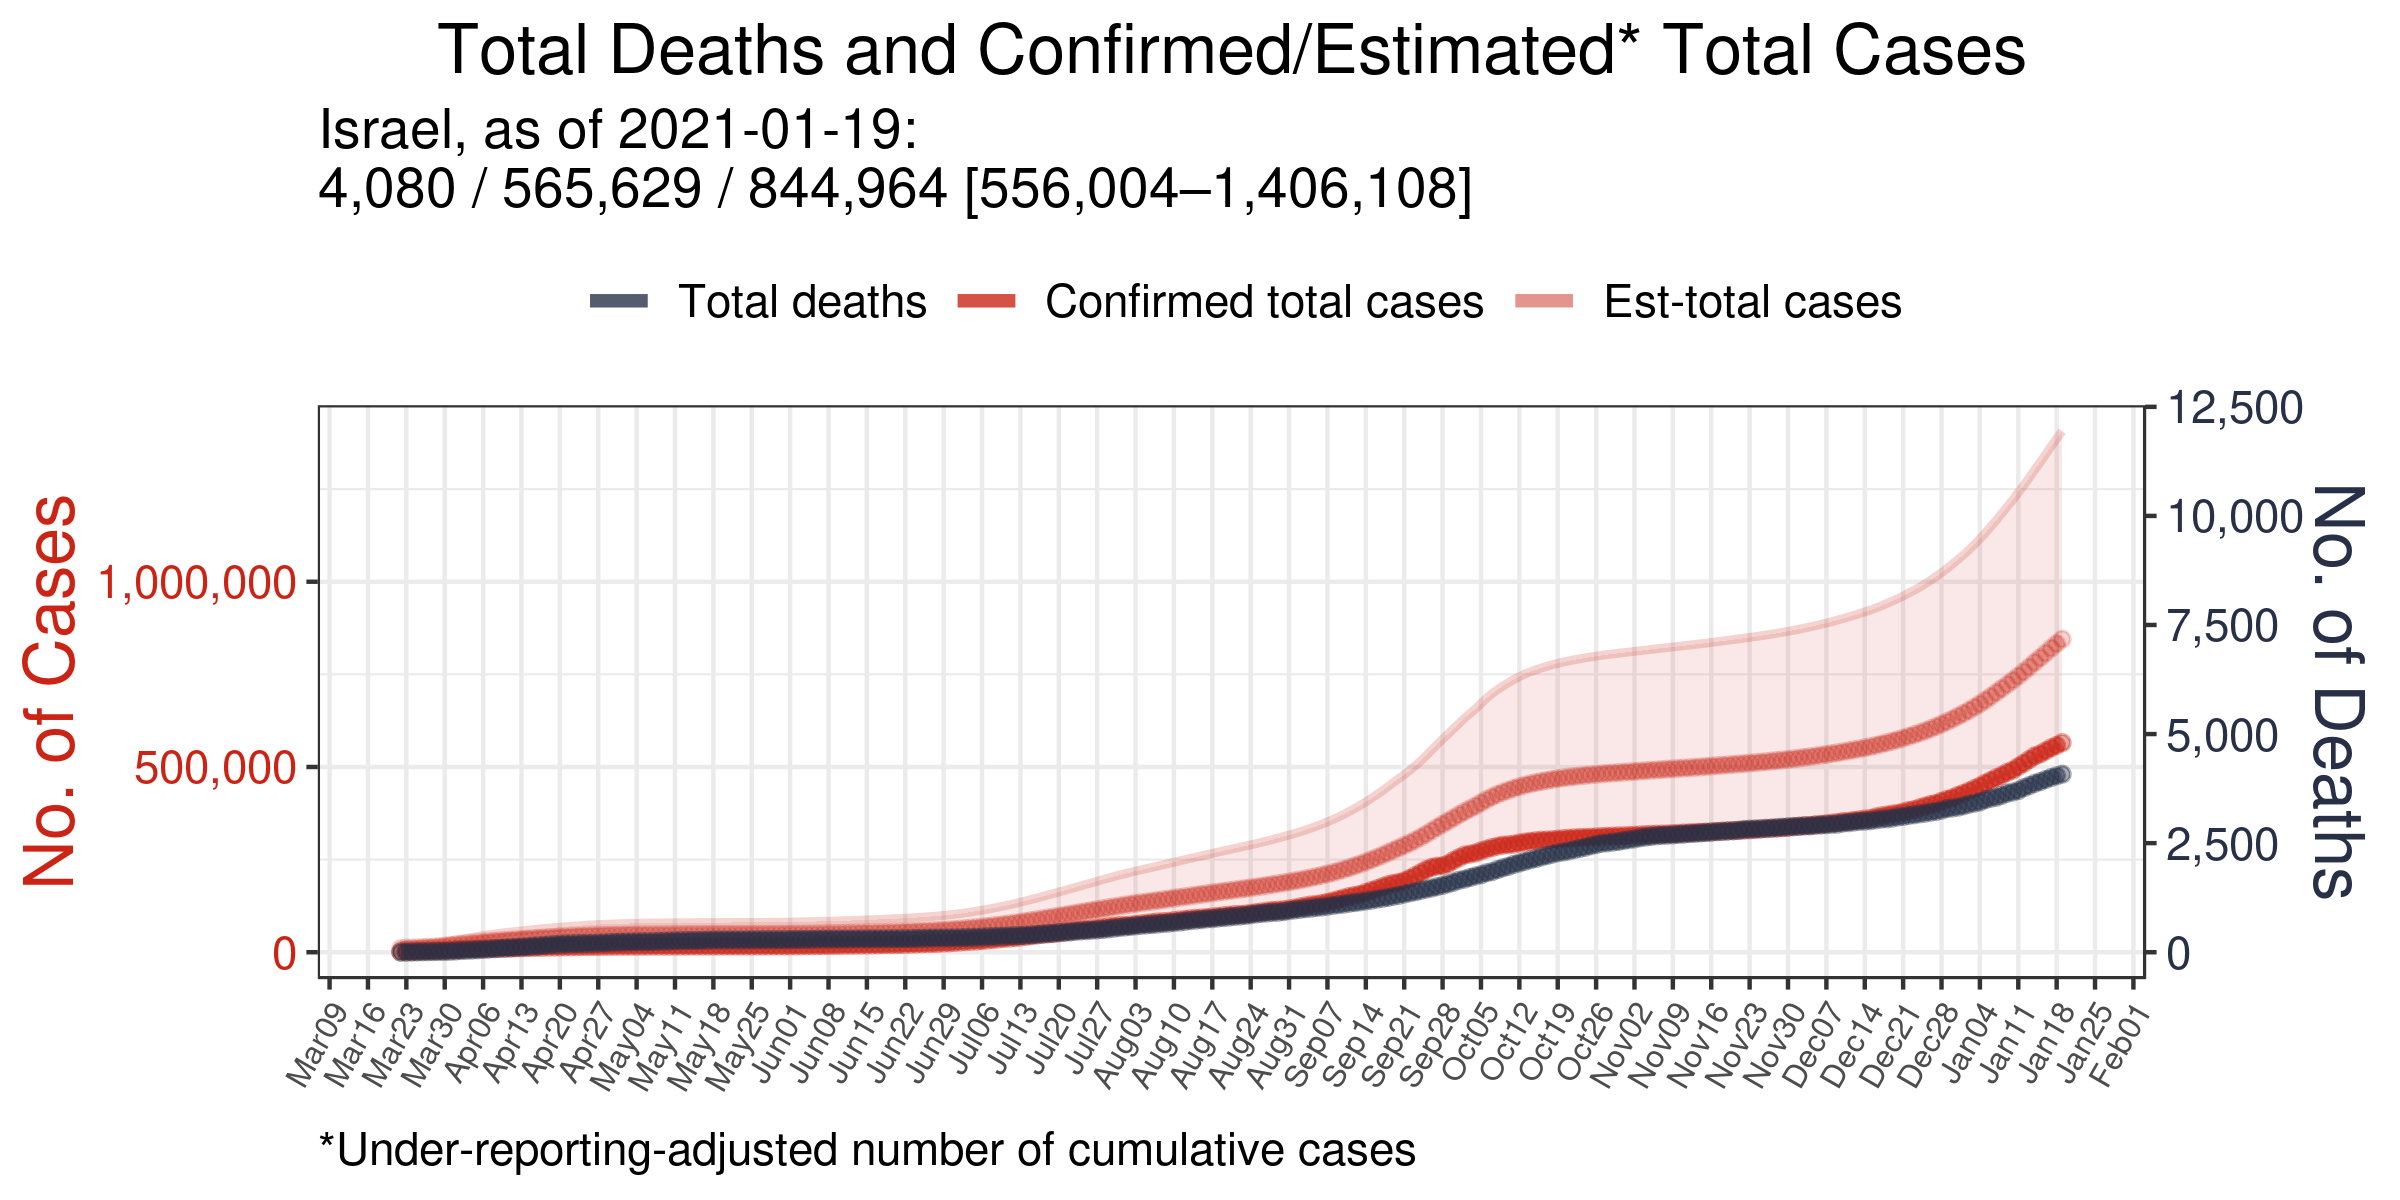 Total Deaths and Confirmed/Estimated* Total Cases
Israel, as of 2021-01-19:
4,080 / 565,629 / 844,964 [556,004–1,406,108]
Total deaths
Confirmed total cases
Est-total cases
No. of Cases
1,000,000
500,000
0
12,500
10,000
7,500
5,000
2,500
0
No. of Deaths
Mar09
Mar16
Mar23
Mar30
Apr06
Apr13
Apr20
Apr27
May04
May11
May18
May25
Jun01
Jun08
Jun15
Jun22
Jun29
Jul06
Jul13
Jul20
Jul27
Aug03
Aug10
Aug17
Aug24
Aug31
Sep07
Sep14
Sep21
Sep28
Oct05
Oct12
Oct19
Oct26
Nov02
Nov09
Nov16
Nov23
Nov30
Dec07
Dec14
Dec21
Dec28
Jan04
Jan11
Jan18
Jan25
Feb01
*Under-reporting-adjusted number of cumulative cases